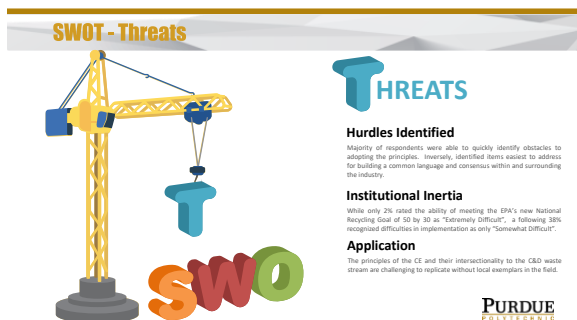 SWOT - Threats
T
SWO
THREATS
Hurdles Identified
Majority of respondents were able to quickly identify obstacles to
adopting the principles. Inversely, identified items easiest to address
for building a common language and consensus within and surrounding
the industry.
Institutional Inertia
While only 2% rated the ability of meeting the EPA's new National
Recycling Goal of 50 by 30 as "Extremely Difficult", a following 38%
recognized difficulties in implementation as only "Somewhat Difficult".
Application
The principles of the CE and their intersectionality to the C&D waste
stream are challenging to replicate without local exemplars in the field.
PURDUE
POLYTECHNIC